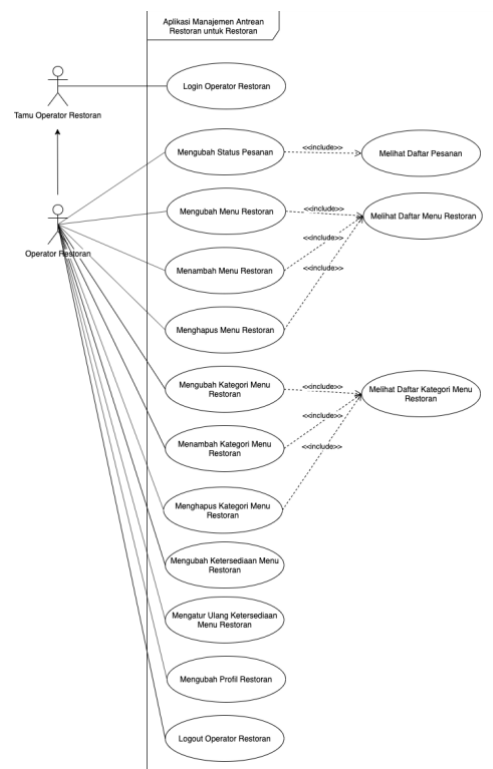 Aplikasi Manajemen Antrean
Restoran untuk Restoran
Login Operator Restoran
Tamu Operator Restoran
Mengubah Status Pesanan
<<include>>
Melihat Daftar Pesanan
Mengubah Menu Restoran
<<include>>
Melihat Daftar Menu Restoran
Operator Restoran
<<include>>
Menambah Menu Restoran
<<include>>
Menghapus Menu Restoran
Mengubah Kategori Menu
Restoran
<<include>>
Melihat Daftar Kategori Menu
Restoran
<<include>>
Menambah Kategori Menu
Restoran
<<include>>
Menghapus Kategori Menu
Restoran
Mengubah Ketersediaan Menu
Restoran
Mengatur Ulang Ketersediaan
Menu Restoran
Mengubah Profil Restoran
Logout Operator Restoran